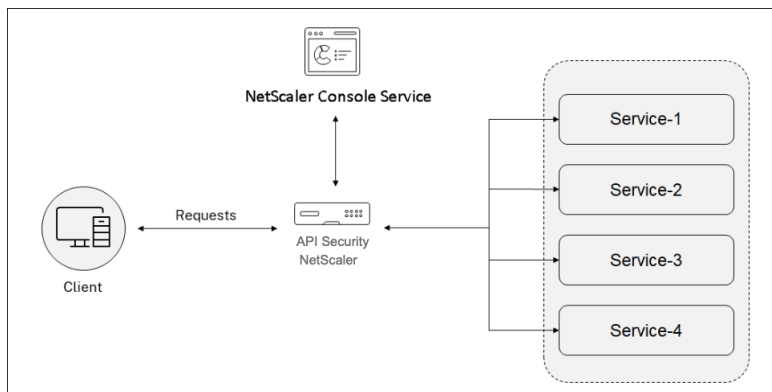 NetScaler Console Service
Service-1
Service-2
Requests
API Security
NetScaler
Service-3
Client
Service-4